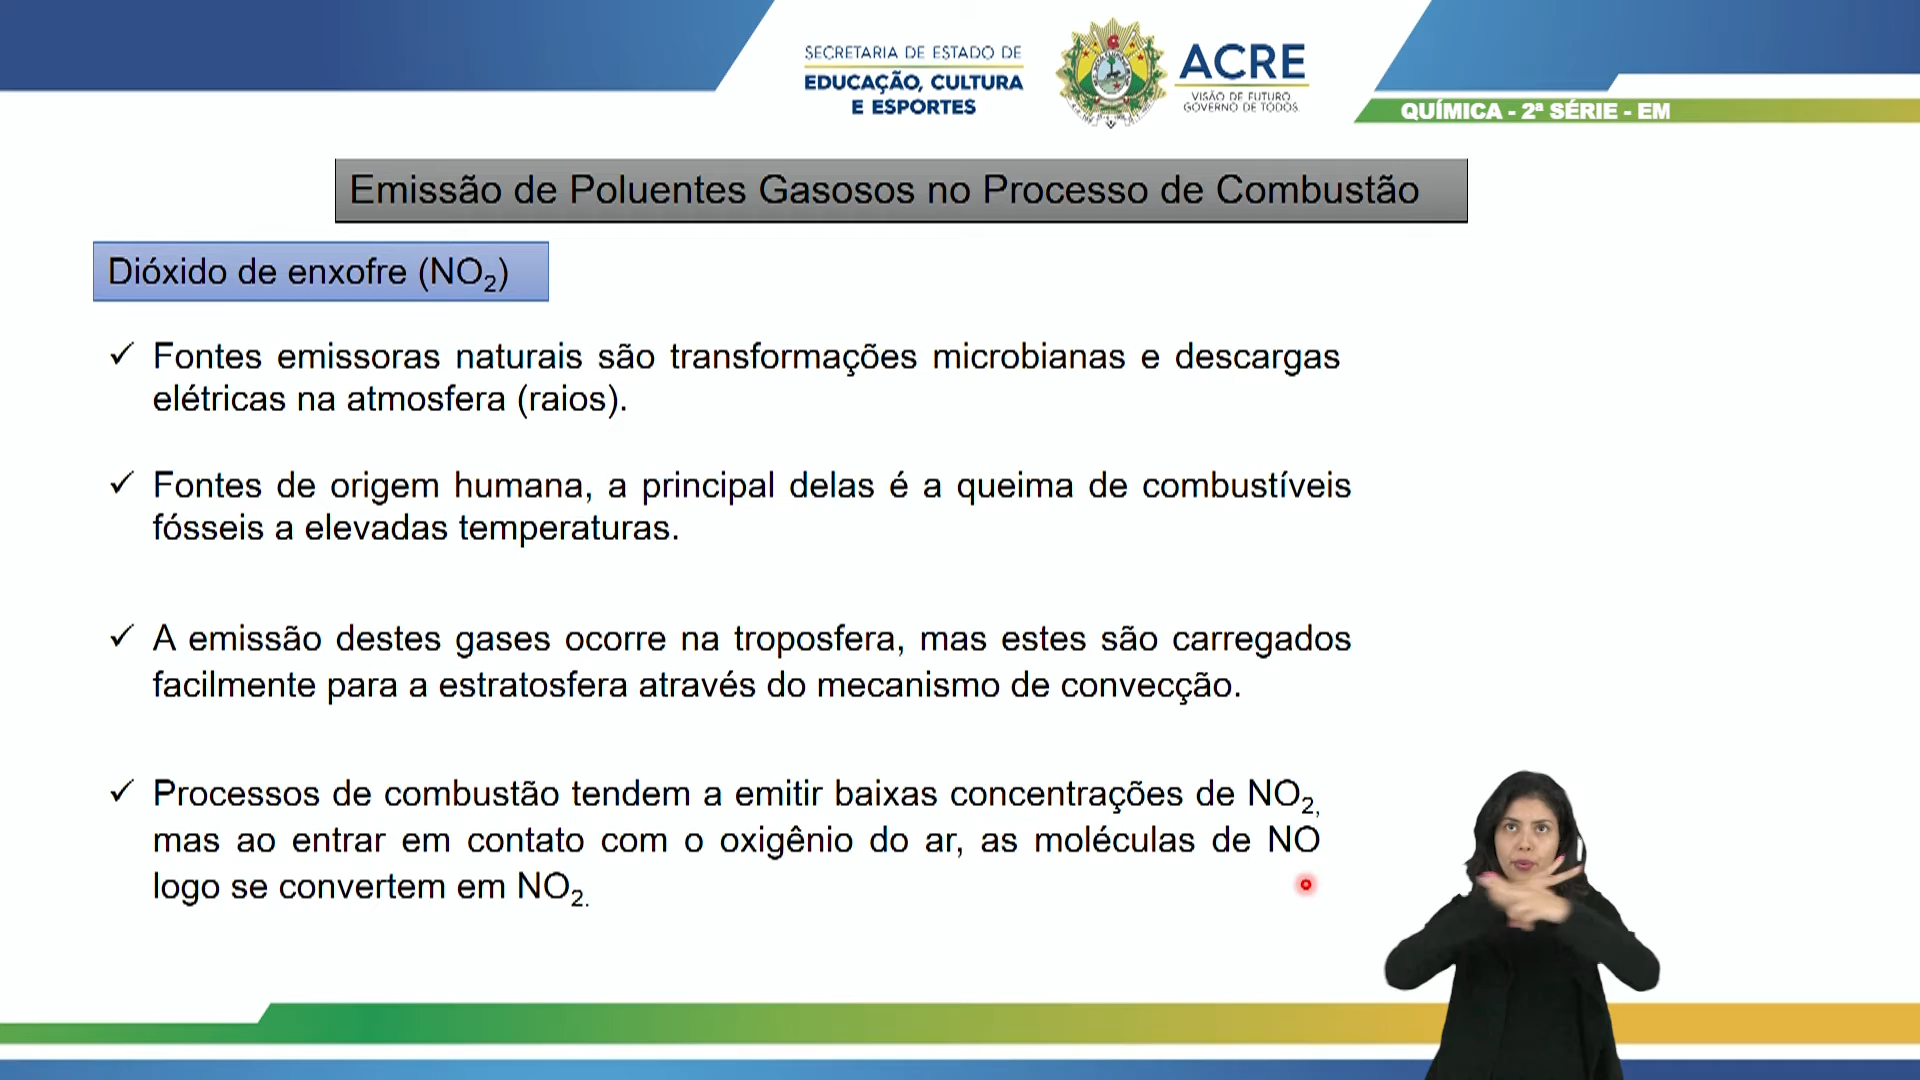 SECRETARIA DE ESTADO DE
EDUCAÇÃO, CULTURA
E ESPORTES
ACRE
VISÃO DE FUTURO
GOVERNO DE TODOS
QUÍMICA - 2ª SÉRIE - EM
Emissão de Poluentes Gasosos no Processo de Combustão
Dióxido de enxofre (NO₂)
✓ Fontes emissoras naturais são transformações microbianas e descargas
elétricas na atmosfera (raios).
✓ Fontes de origem humana, a principal delas é a queima de combustíveis
fósseis a elevadas temperaturas.
✓ A emissão destes gases ocorre na troposfera, mas estes são carregados
facilmente para a estratosfera através do mecanismo de convecção.
✓ Processos de combustão tendem a emitir baixas concentrações de NO₂,
mas ao entrar em contato com o oxigênio do ar, as moléculas de NO
logo se convertem em NO₂.